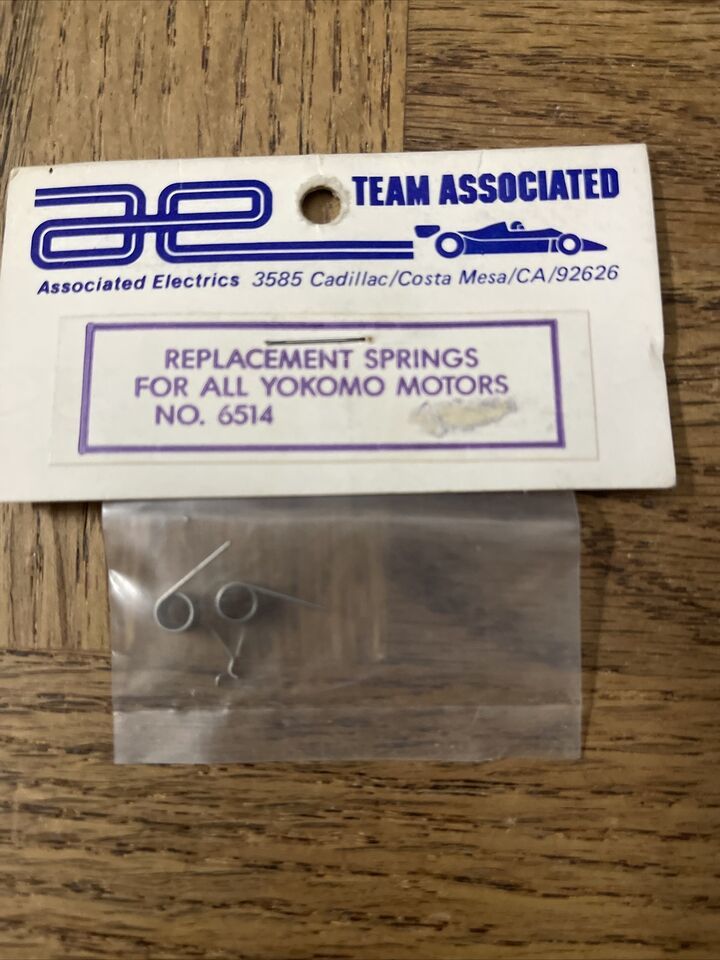 ae TEAM ASSOCIATED
Associated Electrics 3585 Cadillac/Costa Mesa/CA/92626
REPLACEMENT SPRINGS
FOR ALL YOKOMO MOTORS
NO. 6514